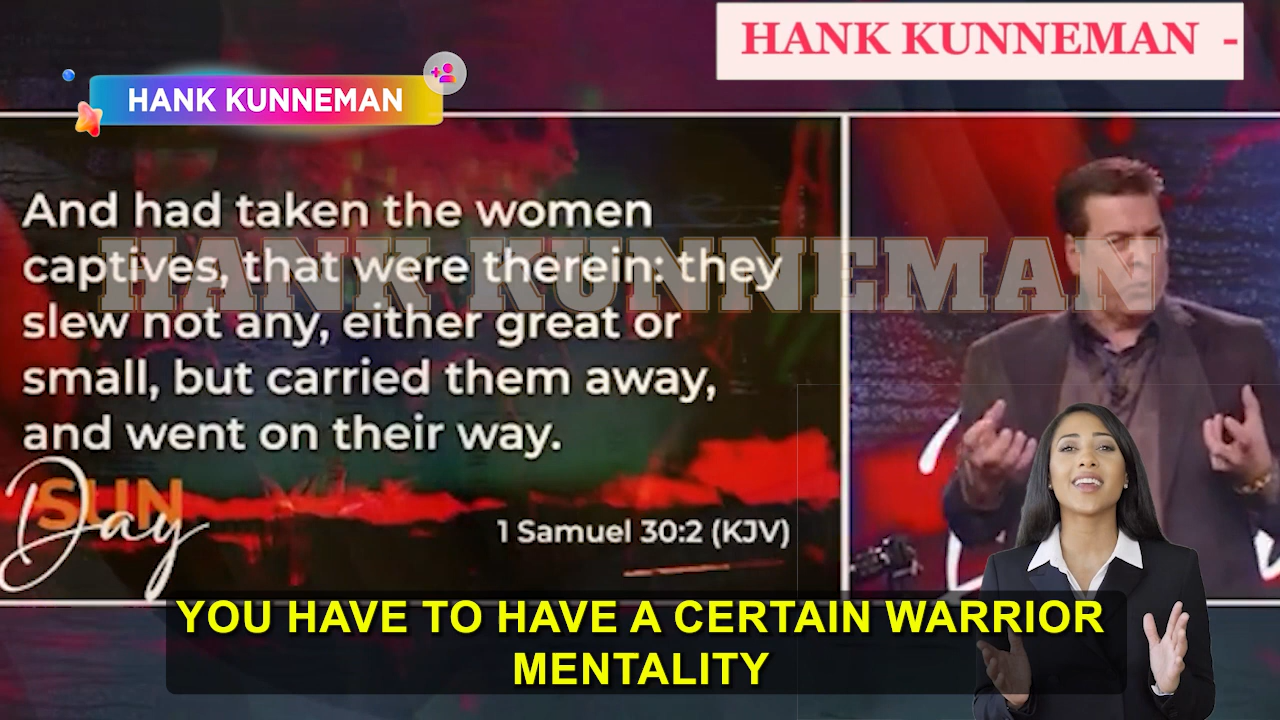 HANK KUNNEMAN -
HANK KUNNEMAN
And had taken the women
captives, that were therein: they
slew not any, either great or
small, but carried them away,
and went on their way.
HANK KUNNEMAN
SUN
Day
1 Samuel 30:2 (KJV)
YOU HAVE TO HAVE A CERTAIN WARRIOR
MENTALITY